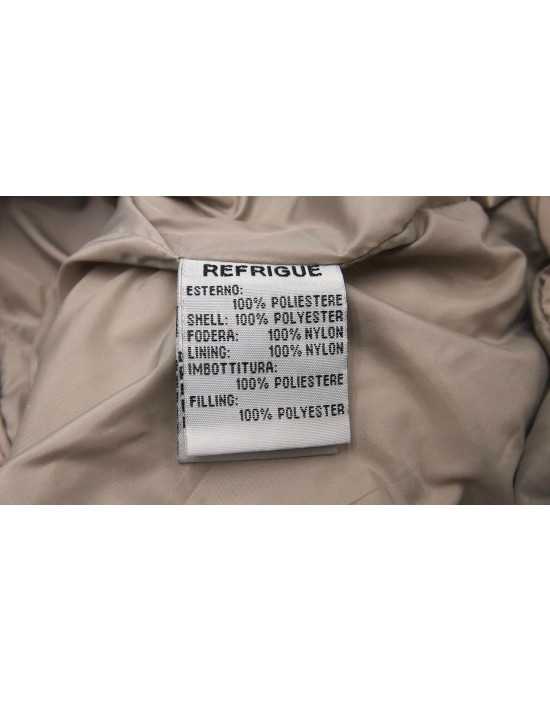 REFRIGUE
ESTERNO:
100% POLIESTERE
SHELL: 100% POLYESTER
FODERA: 100% NYLON
LINING: 100% NYLON
IMBOTTITURA:
100% POLIESTERE
FILLING:
100% POLYESTER